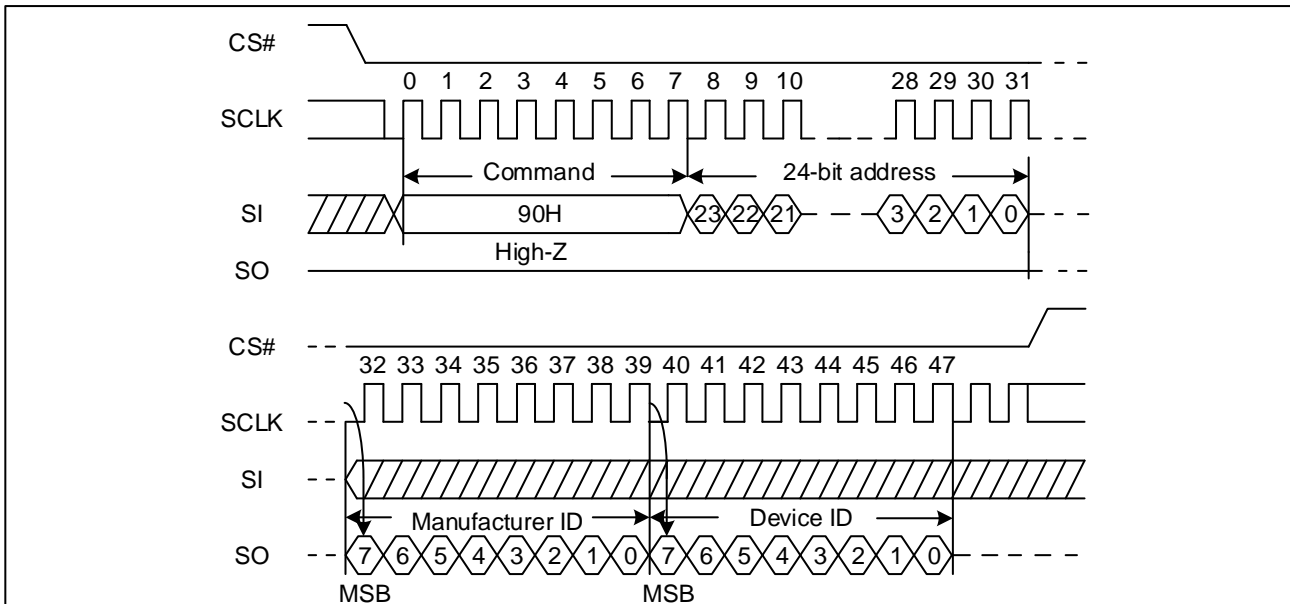 CS#
0 1 2 3 4 5 6 7 8 9 10 28 29 30 31
SCLK
Command 24-bit address
SI 90H 23 22 21 3 2 1 0
High-Z
SO
CS#
32 33 34 35 36 37 38 39 40 41 42 43 44 45 46 47
SCLK
SI
Manufacturer ID Device ID
SO 7 6 5 4 3 2 1 0 7 6 5 4 3 2 1 0
MSB MSB